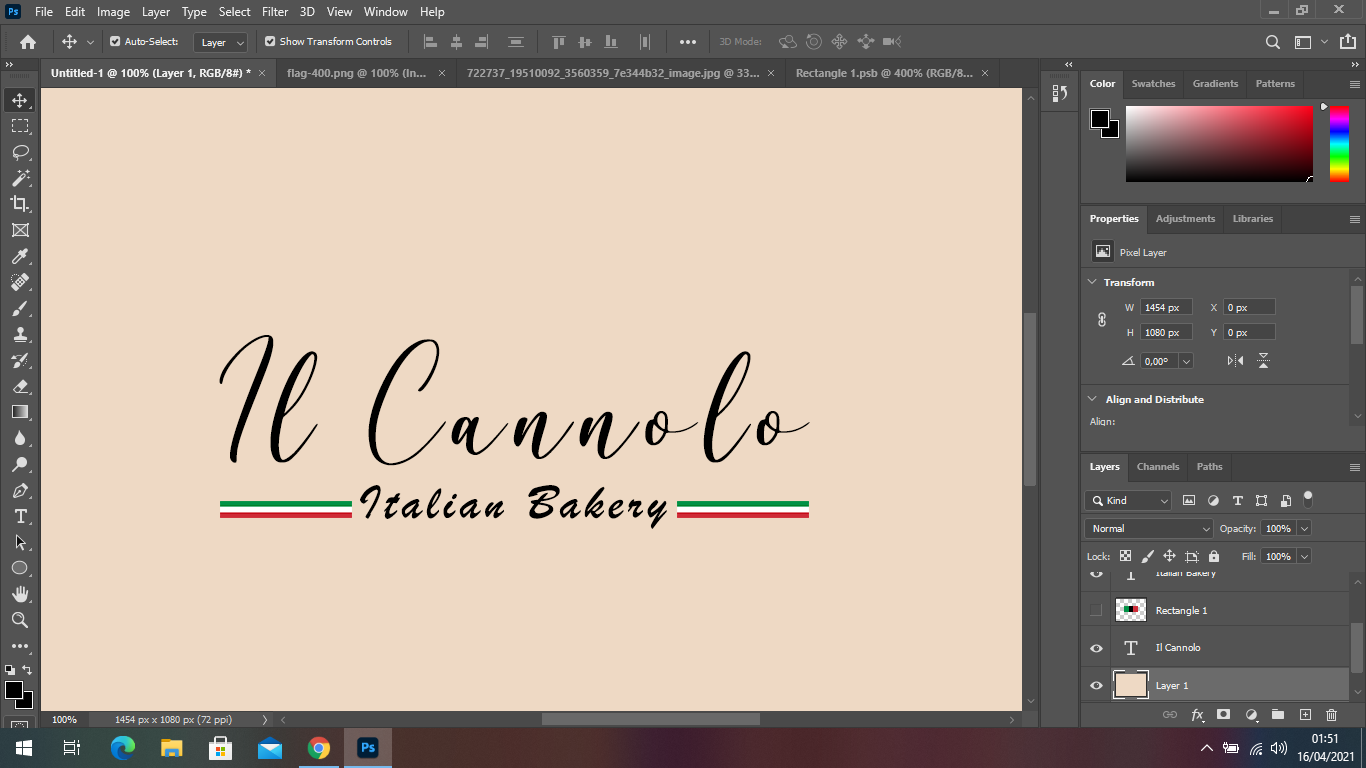 Ps File Edit Image Layer Type Select Filter 3D View Window Help
Auto-Select: Layer Show Transform Controls 3D Mode:
Untitled-1 @ 100% (Layer 1, RGB/8#) * flag-400.png @ 100% (In... 722737_19510092_3560359_7e344b32_image.jpg @ 33... Rectangle 1.psb @ 400% (RGB/8...
Color Swatches Gradients Patterns
Properties Adjustments Libraries
Pixel Layer
Transform
W 1454 px X 0 px
H 1080 px Y 0 px
0,00°
Align and Distribute
Align:
Il Cannolo
Italian Bakery
Layers Channels Paths
Kind
Normal Opacity: 100%
Lock: Fill: 100%
Italian Bakery
Rectangle 1
Il Cannolo
Layer 1
fx
100% 1454 px x 1080 px (72 ppi)
Ps
01:51
16/04/2021